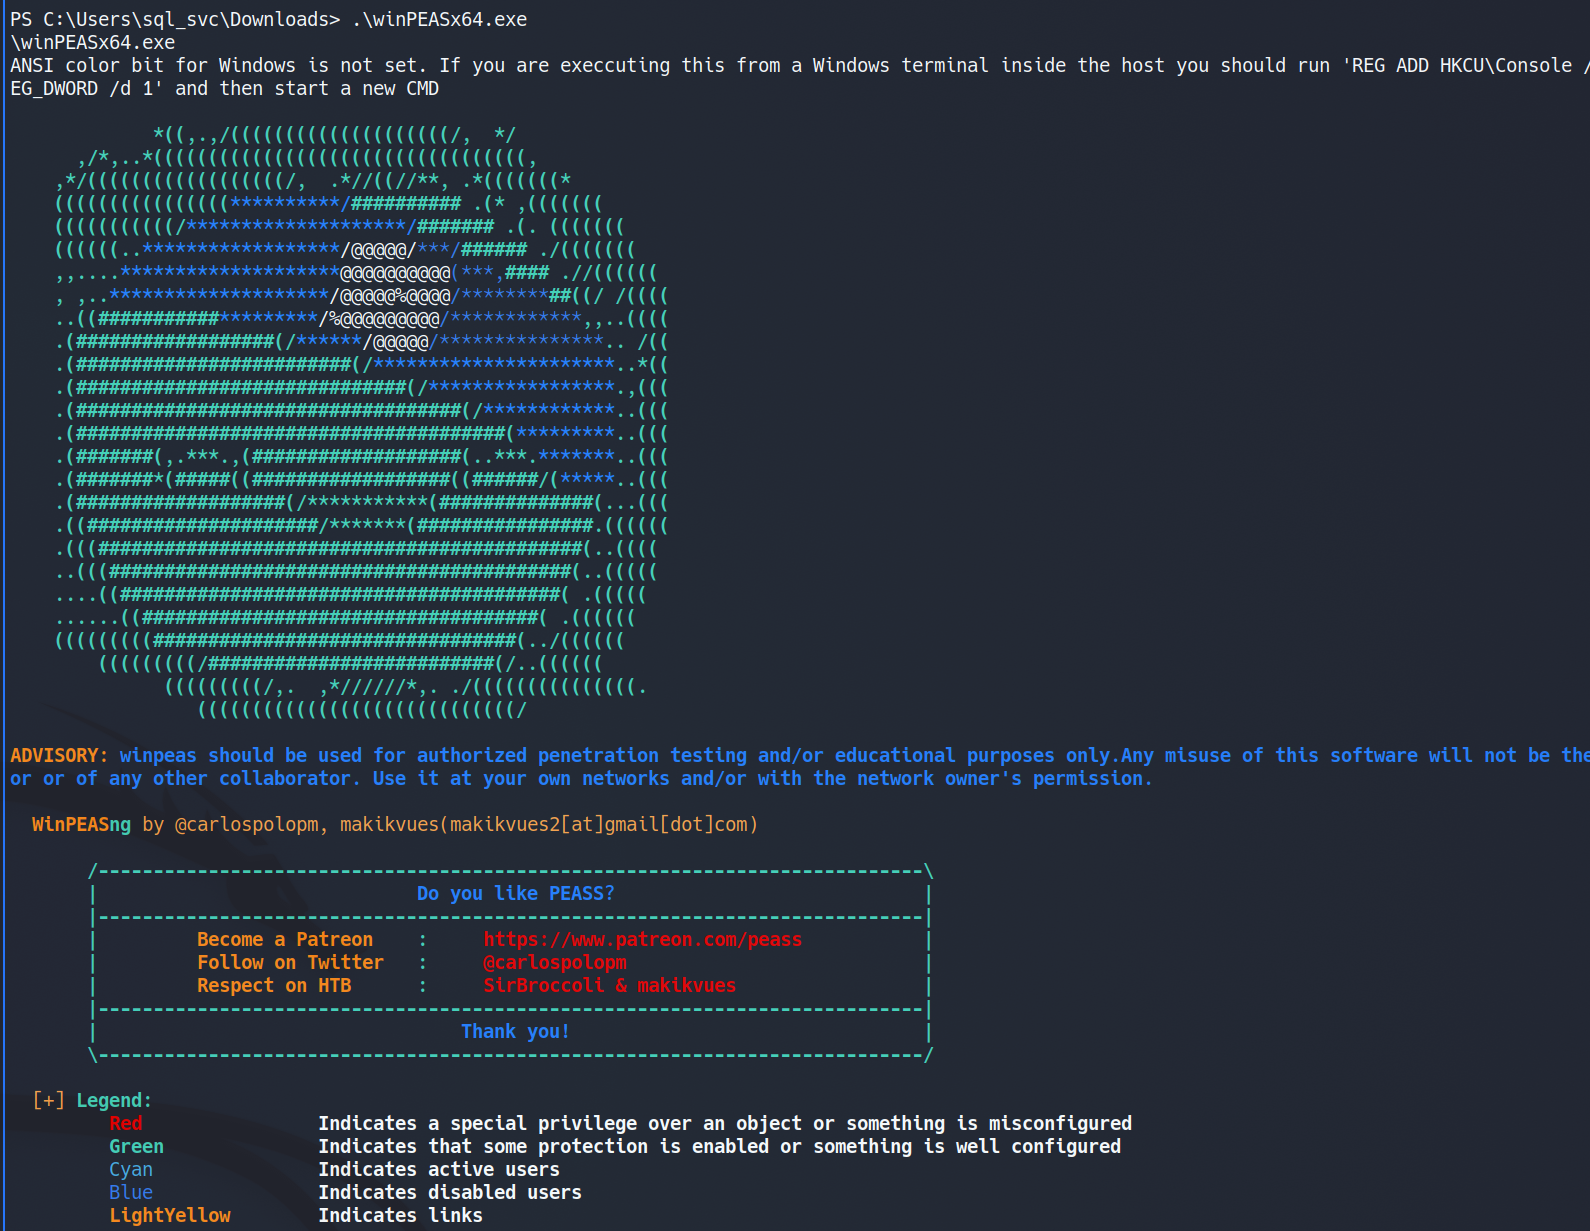 PS C:\Users\sql_svc\Downloads> .\winPEASx64.exe
\winPEASx64.exe
ANSI color bit for Windows is not set. If you are execcuting this from a Windows terminal inside the host you should run 'REG ADD HKCU\Console /
EG_DWORD /d 1' and then start a new CMD
ADVISORY: winpeas should be used for authorized penetration testing and/or educational purposes only.Any misuse of this software will not be the
or or of any other collaborator. Use it at your own networks and/or with the network owner's permission.
WinPEASng by @carlospolopm, makikvues(makikvues2[at]gmail[dot]com)
Do you like PEASS?
Become a Patreon : https://www.patreon.com/peass
Follow on Twitter : @carlospolopm
Respect on HTB : SirBroccoli & makikvues
Thank you!
[+] Legend:
Red Indicates a special privilege over an object or something is misconfigured
Green Indicates that some protection is enabled or something is well configured
Cyan Indicates active users
Blue Indicates disabled users
LightYellow Indicates links